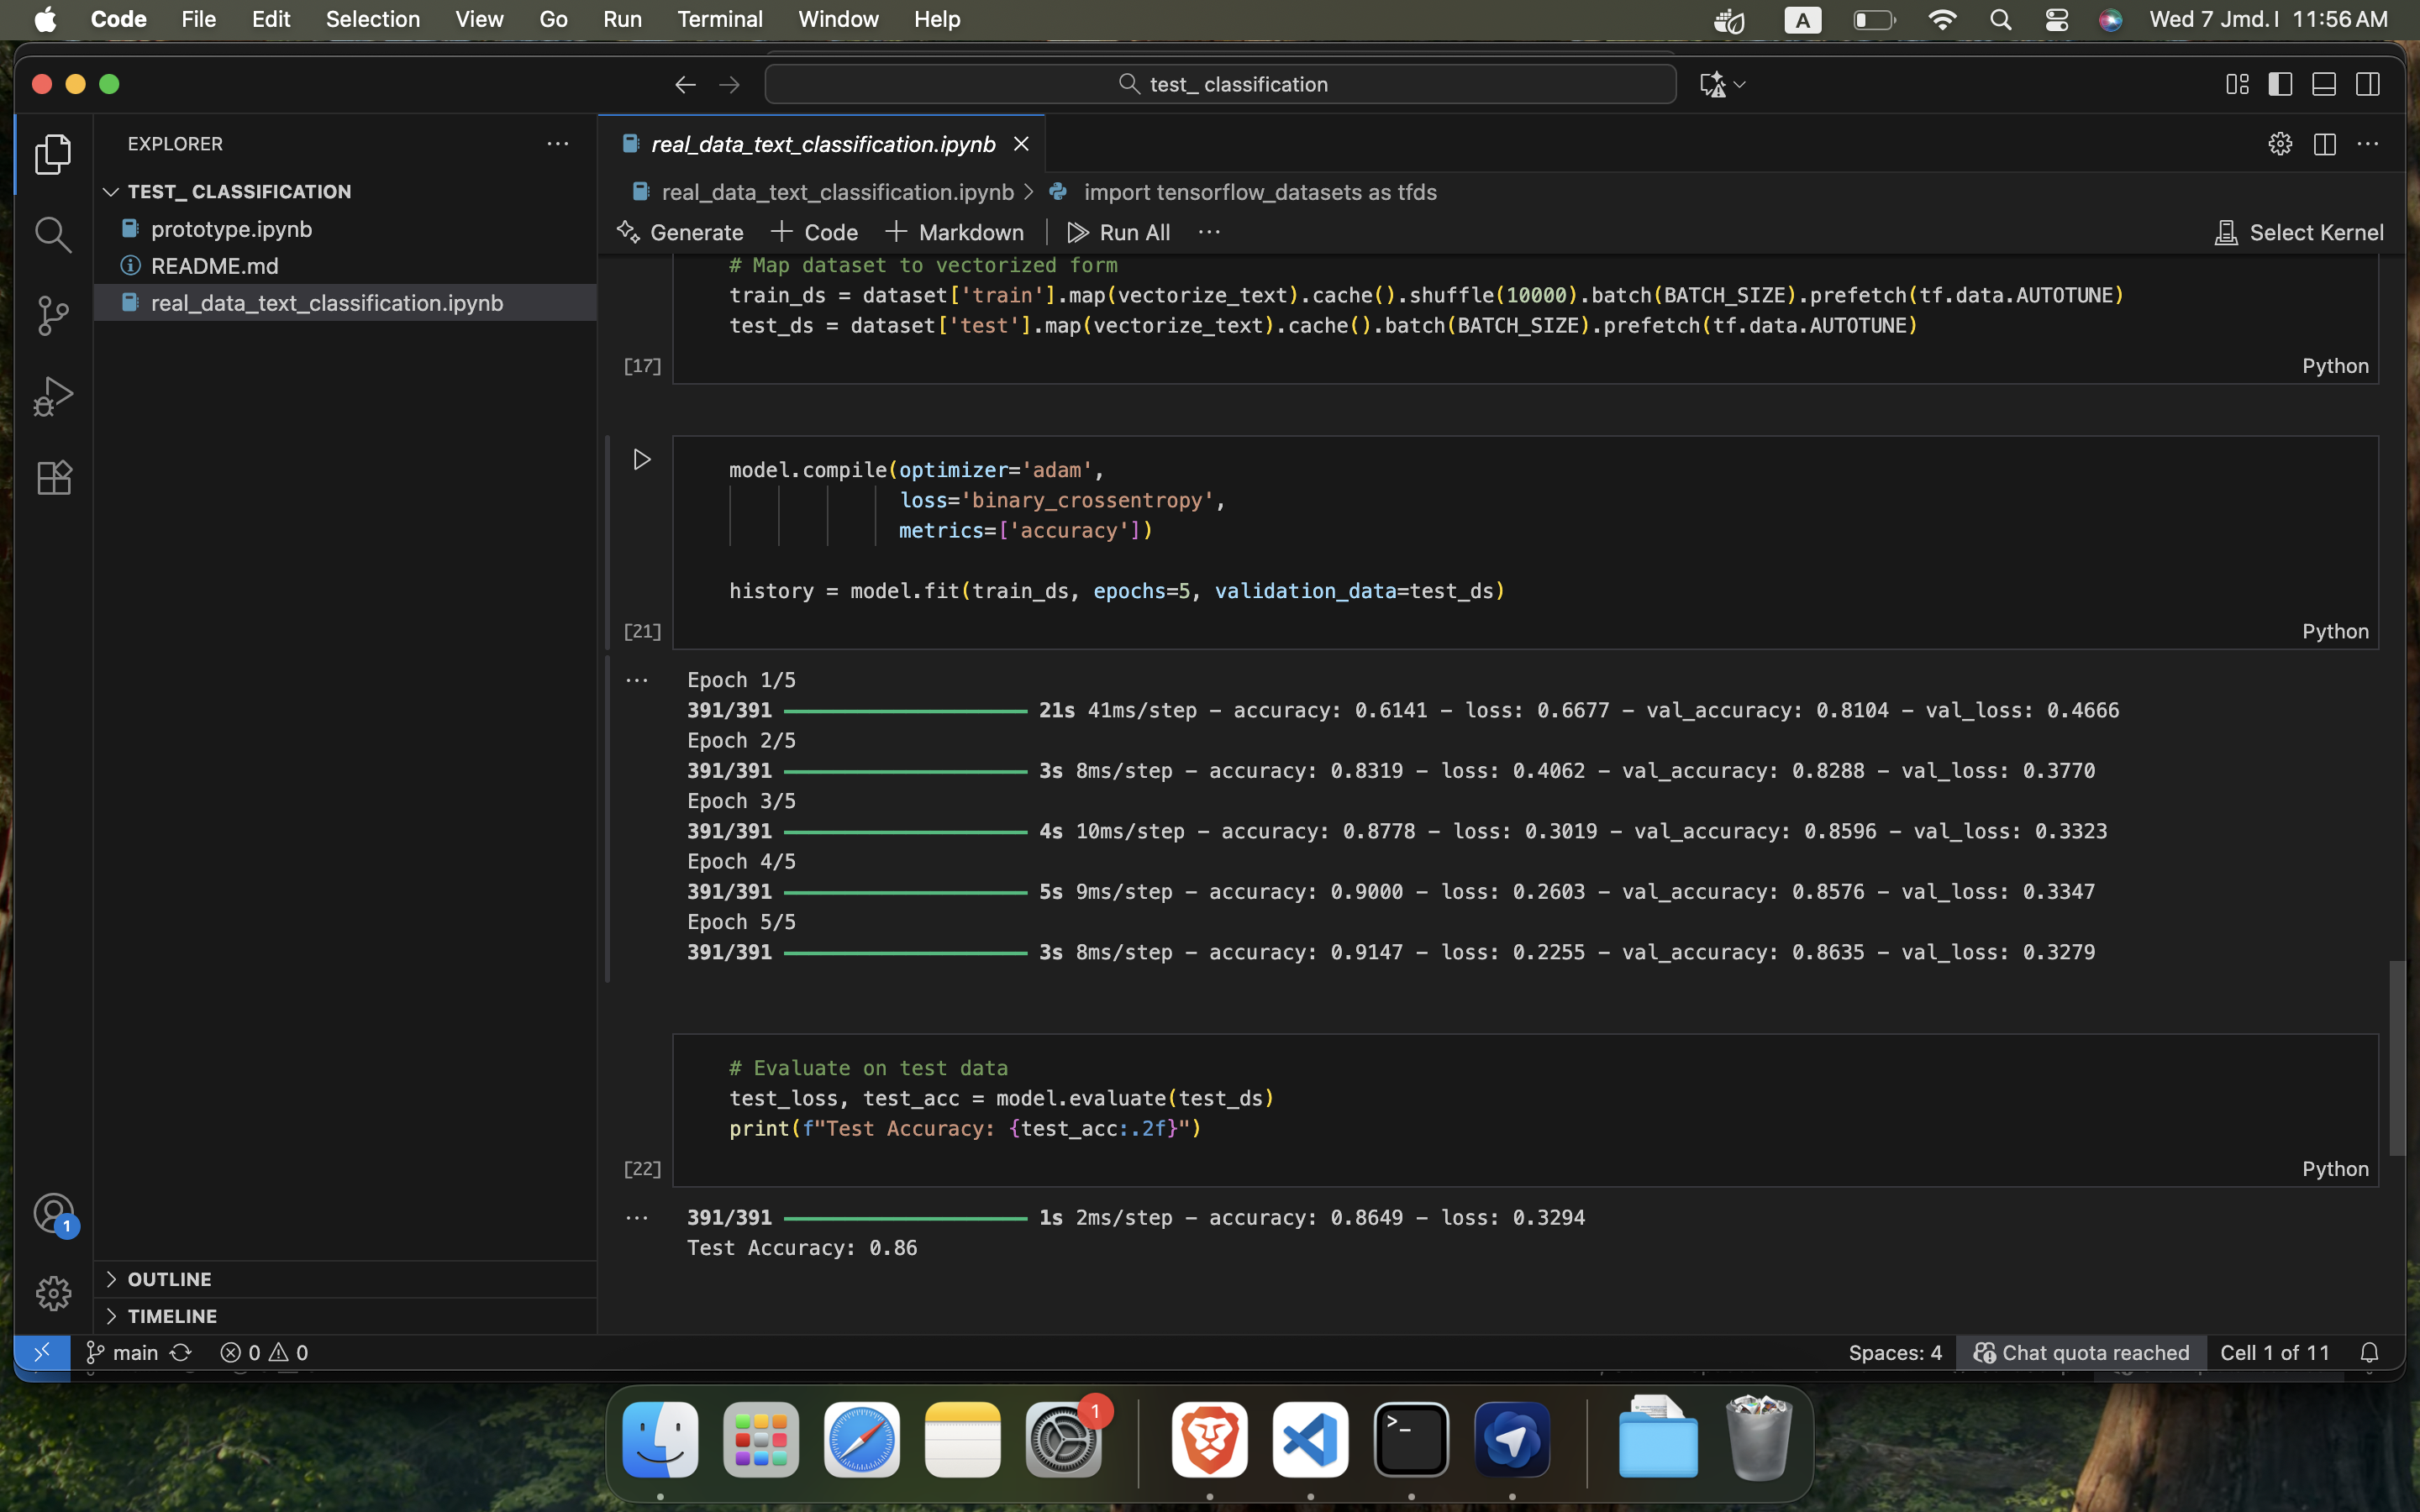 Code File Edit Selection View Go Run Terminal Window Help A Wed 7 Jmd.I 11:56 AM
test_ classification
EXPLORER
TEST_ CLASSIFICATION
prototype.ipynb
README.md
real_data_text_classification.ipynb
OUTLINE
TIMELINE
1
real_data_text_classification.ipynb
real_data_text_classification.ipynb > import tensorflow_datasets as tfds
Generate + Code + Markdown Run All ... Select Kernel
# Map dataset to vectorized form
train_ds = dataset['train'].map(vectorize_text).cache().shuffle(10000).batch(BATCH_SIZE).prefetch(tf.data.AUTOTUNE)
test_ds = dataset['test'].map(vectorize_text).cache().batch(BATCH_SIZE).prefetch(tf.data.AUTOTUNE)
[17] Python
model.compile(optimizer='adam',
loss='binary_crossentropy',
metrics=['accuracy'])
history = model.fit(train_ds, epochs=5, validation_data=test_ds)
[21] Python
Epoch 1/5
391/391 21s 41ms/step - accuracy: 0.6141 - loss: 0.6677 - val_accuracy: 0.8104 - val_loss: 0.4666
Epoch 2/5
391/391 3s 8ms/step - accuracy: 0.8319 - loss: 0.4062 - val_accuracy: 0.8288 - val_loss: 0.3770
Epoch 3/5
391/391 4s 10ms/step - accuracy: 0.8778 - loss: 0.3019 - val_accuracy: 0.8596 - val_loss: 0.3323
Epoch 4/5
391/391 5s 9ms/step - accuracy: 0.9000 - loss: 0.2603 - val_accuracy: 0.8576 - val_loss: 0.3347
Epoch 5/5
391/391 3s 8ms/step - accuracy: 0.9147 - loss: 0.2255 - val_accuracy: 0.8635 - val_loss: 0.3279
# Evaluate on test data
test_loss, test_acc = model.evaluate(test_ds)
print(f"Test Accuracy: {test_acc:.2f}")
[22] Python
391/391 1s 2ms/step - accuracy: 0.8649 - loss: 0.3294
Test Accuracy: 0.86
main 0 0 Spaces: 4 Chat quota reached Cell 1 of 11
1